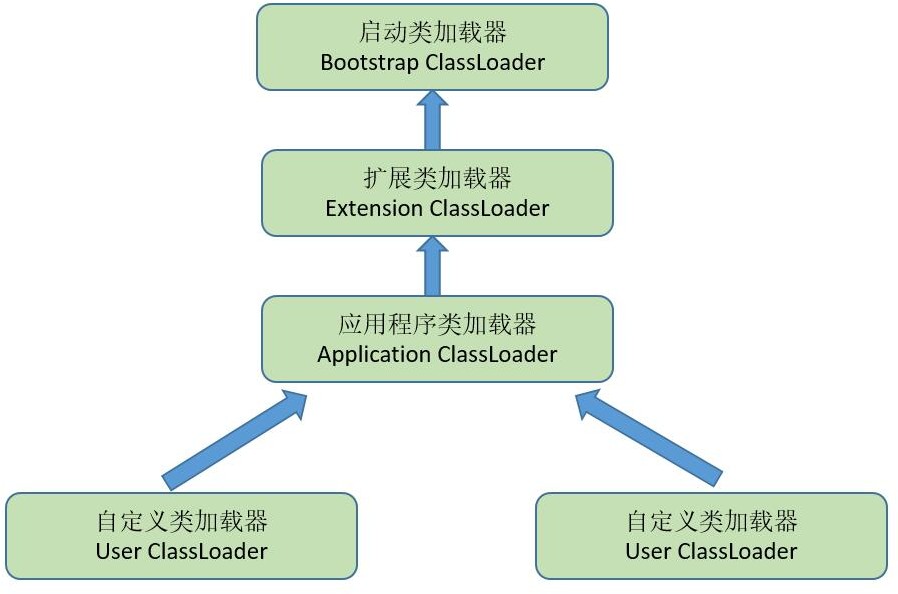 启动类加载器
Bootstrap ClassLoader
扩展类加载器
Extension ClassLoader
应用程序类加载器
Application ClassLoader
自定义类加载器
User ClassLoader
自定义类加载器
User ClassLoader